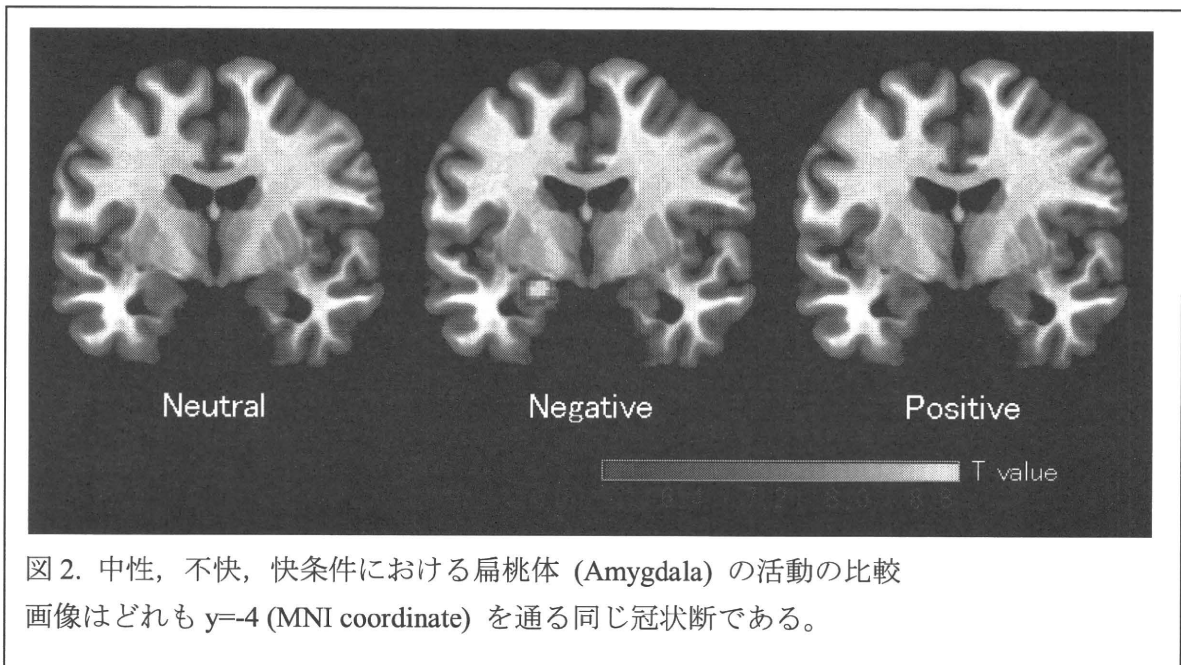 Neutral
Negative
Positive
T value
図 2. 中性，不快，快条件における扁桃体 (Amygdala) の活動の比較
画像はどれも y=-4 (MNI coordinate) を通る同じ冠状断である。